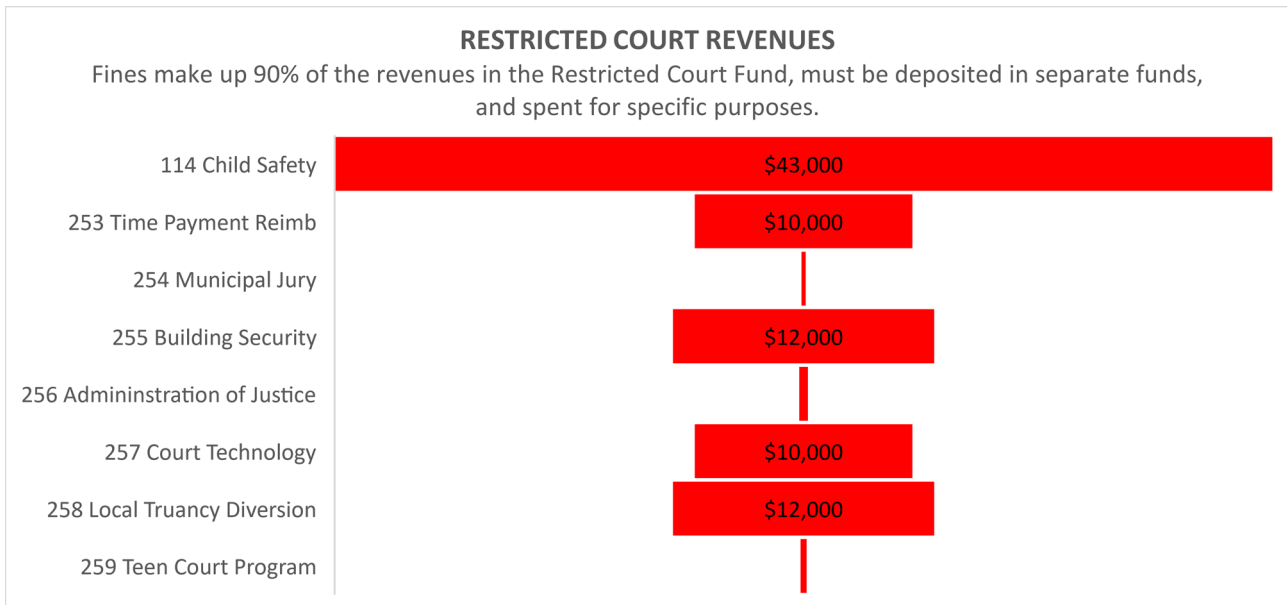 RESTRICTED COURT REVENUES
Fines make up 90% of the revenues in the Restricted Court Fund, must be deposited in separate funds,
and spent for specific purposes.
114 Child Safety $43,000
253 Time Payment Reimb $10,000
254 Municipal Jury
255 Building Security $12,000
256 Admininstration of Justice
257 Court Technology $10,000
258 Local Truancy Diversion $12,000
259 Teen Court Program